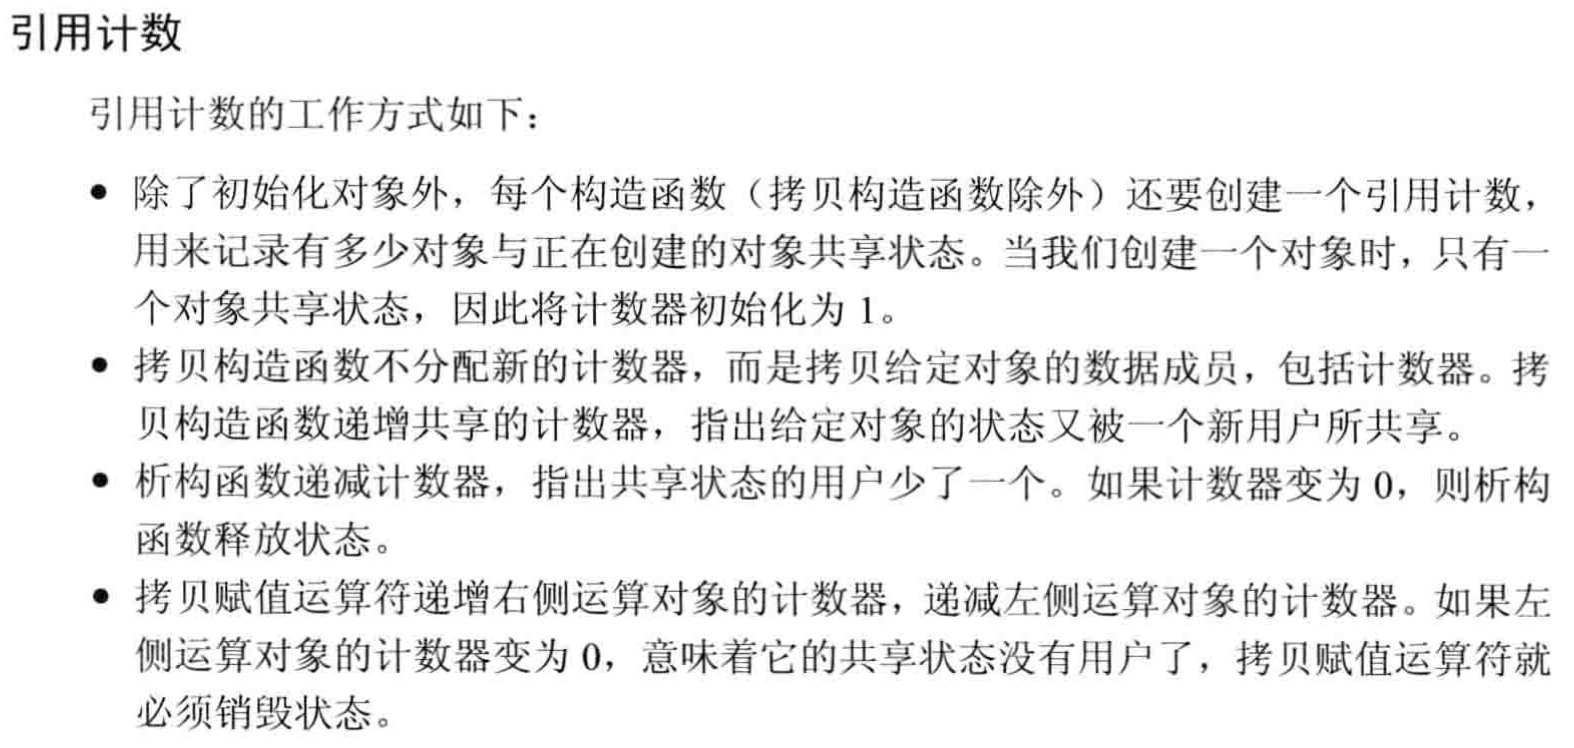 引用计数
引用计数的工作方式如下：
● 除了初始化对象外，每个构造函数（拷贝构造函数除外）还要创建一个引用计数，
用来记录有多少对象与正在创建的对象共享状态。当我们创建一个对象时，只有一
个对象共享状态，因此将计数器初始化为 1。
● 拷贝构造函数不分配新的计数器，而是拷贝给定对象的数据成员，包括计数器。拷
贝构造函数递增共享的计数器，指出给定对象的状态又被一个新用户所共享。
● 析构函数递减计数器，指出共享状态的用户少了一个。如果计数器变为 0，则析构
函数释放状态。
● 拷贝赋值运算符递增右侧运算对象的计数器，递减左侧运算对象的计数器。如果左
侧运算对象的计数器变为 0，意味着它的共享状态没有用户了，拷贝赋值运算符就
必须销毁状态。